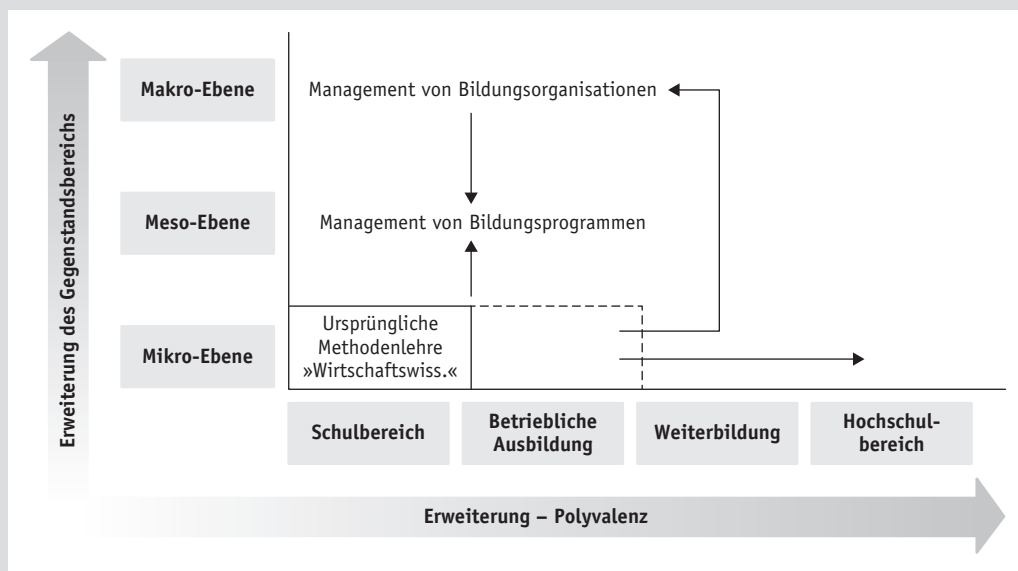 Erweiterung des Gegenstandsbereichs
Makro-Ebene
Management von Bildungsorganisationen
Meso-Ebene
Management von Bildungsprogrammen
Mikro-Ebene
Ursprüngliche
Methodenlehre
»Wirtschaftswiss.«
Schulbereich
Betriebliche
Ausbildung
Weiterbildung
Hochschul-
bereich
Erweiterung – Polyvalenz